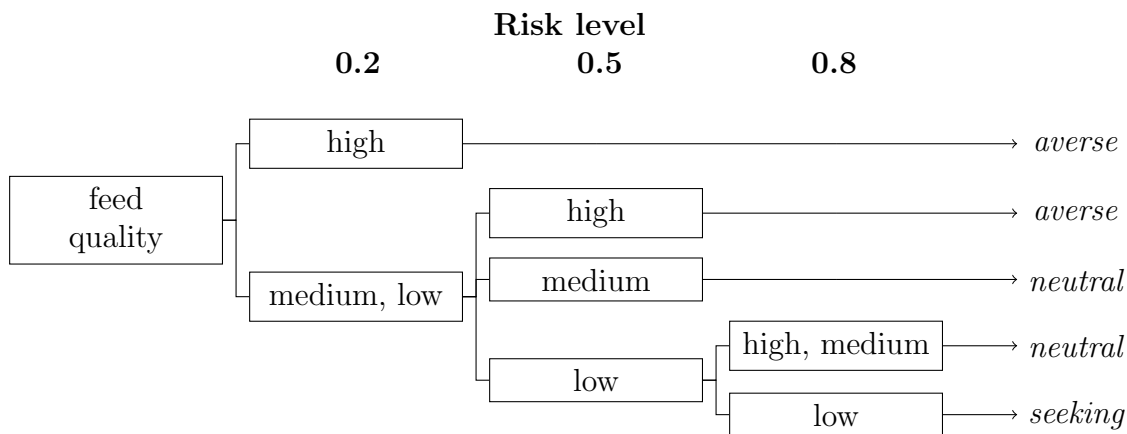 Risk level
0.2 0.5 0.8
high averse
feed
quality
high averse
medium, low medium neutral
high, medium neutral
low
low seeking